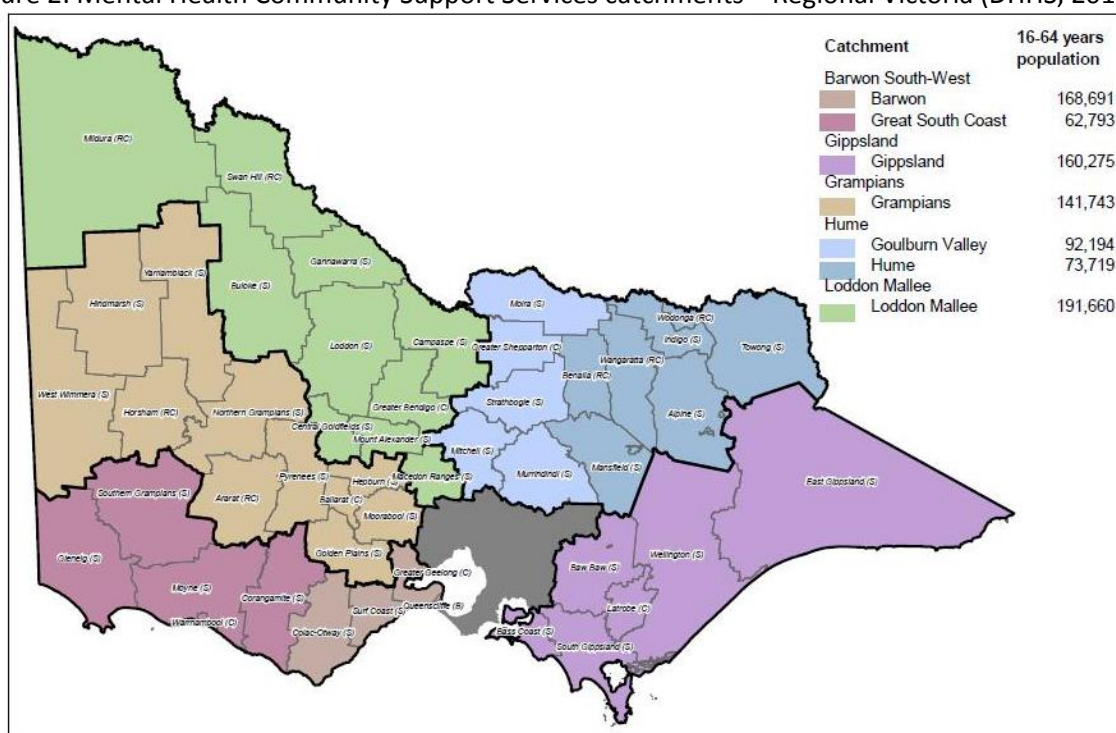 ure 2. Mental Health Community Support Services catchments – Regional Victoria (DHHS, 201
Catchment 16-64 years population
Barwon South-West
Barwon 168,691
Great South Coast 62,793
Gippsland
Gippsland 160,275
Grampians
Grampians 141,743
Hume
Goulburn Valley 92,194
Hume 73,719
Loddon Mallee
Loddon Mallee 191,660
Mildura (RC)
Swan Hill (RC)
Gannawarra (S)
Yarriambiack (S)
Buloke (S)
Hindmarsh (S)
Moira (S)
Wodonga (RC)
Indigo (S)
Towong (S)
Loddon (S)
Campaspe (S)
Greater Shepparton (C)
Wangaratta (RC)
Benalla (RC)
West Wimmera (S)
Horsham (RC)
Northern Grampians (S)
Greater Bendigo (C)
Strathbogie (S)
Alpine (S)
Central Goldfields (S)
Mount Alexander (S)
Mitchell (S)
Murrindindi (S)
Mansfield (S)
Macedon Ranges (S)
Hepburn (S)
Pyrenees (S)
Ararat (RC)
Ballarat (C)
Moorabool (S)
Southern Grampians (S)
East Gippsland (S)
Golden Plains (S)
Wellington (S)
Glenelg (S)
Moyne (S)
Corangamite (S)
Greater Geelong (C)
Baw Baw (S)
Queenscliffe (B)
Surf Coast (S)
Latrobe (C)
Warrnambool (C)
Colac-Otway (S)
Bass Coast (S)
South Gippsland (S)